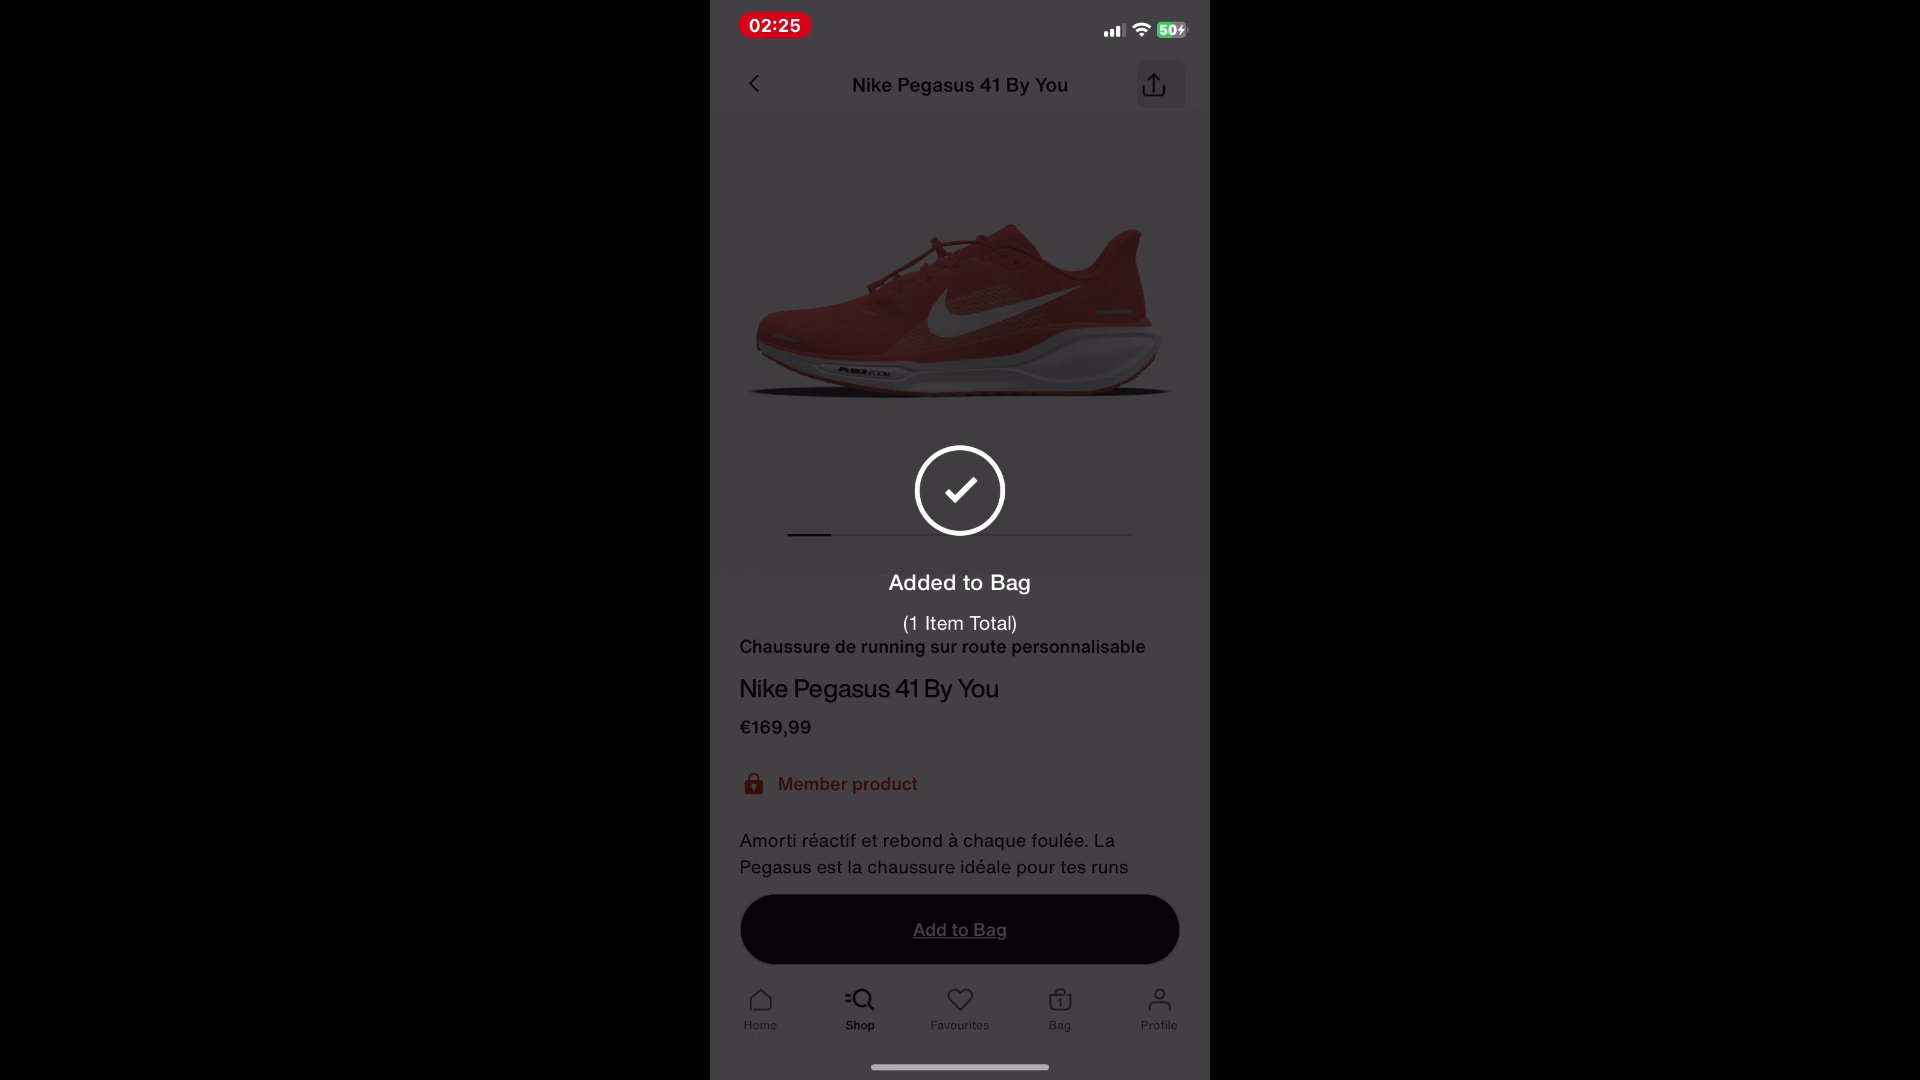 02:25
50
Nike Pegasus 41 By You
Added to Bag
(1 Item Total)
Chaussure de running sur route personnalisable
Nike Pegasus 41 By You
€169,99
Member product
Amorti réactif et rebond à chaque foulée. La
Pegasus est la chaussure idéale pour tes runs
Add to Bag
1
Home
Shop
Favourites
Bag
Profile